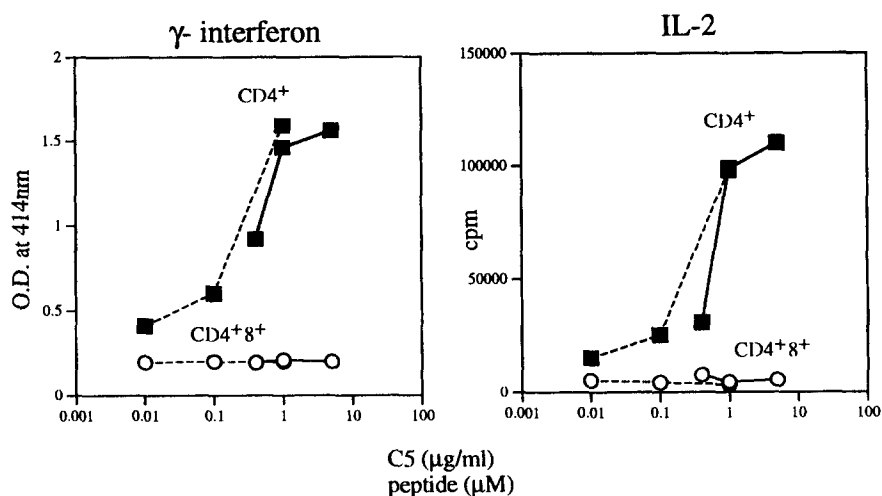 γ- interferon
2
1.5
1
0.5
0
O.D. at 414nm
CD4+
CD4+8+
0.001 0.01 0.1 1 10 100
IL-2
150000
100000
50000
0
cpm
CD4+
CD4+8+
0.001 0.01 0.1 1 10 100
C5 (μg/ml)
peptide (μM)